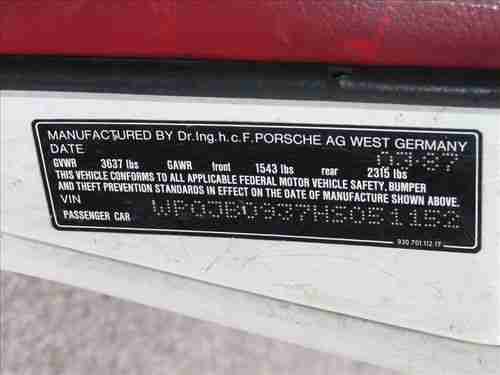 MANUFACTURED BY Dr.Ing.h.c.F.PORSCHE AG WEST GERMANY
DATE 03.87
GVWR 3637 lbs GAWR front 1543 lbs rear 2315 lbs
THIS VEHICLE CONFORMS TO ALL APPLICABLE FEDERAL MOTOR VEHICLE SAFETY, BUMPER
AND THEFT PREVENTION STANDARDS IN EFFECT ON THE DATE OF MANUFACTURE SHOWN ABOVE.
VIN WP0JB0937HS051152
PASSENGER CAR
930.701.112.17